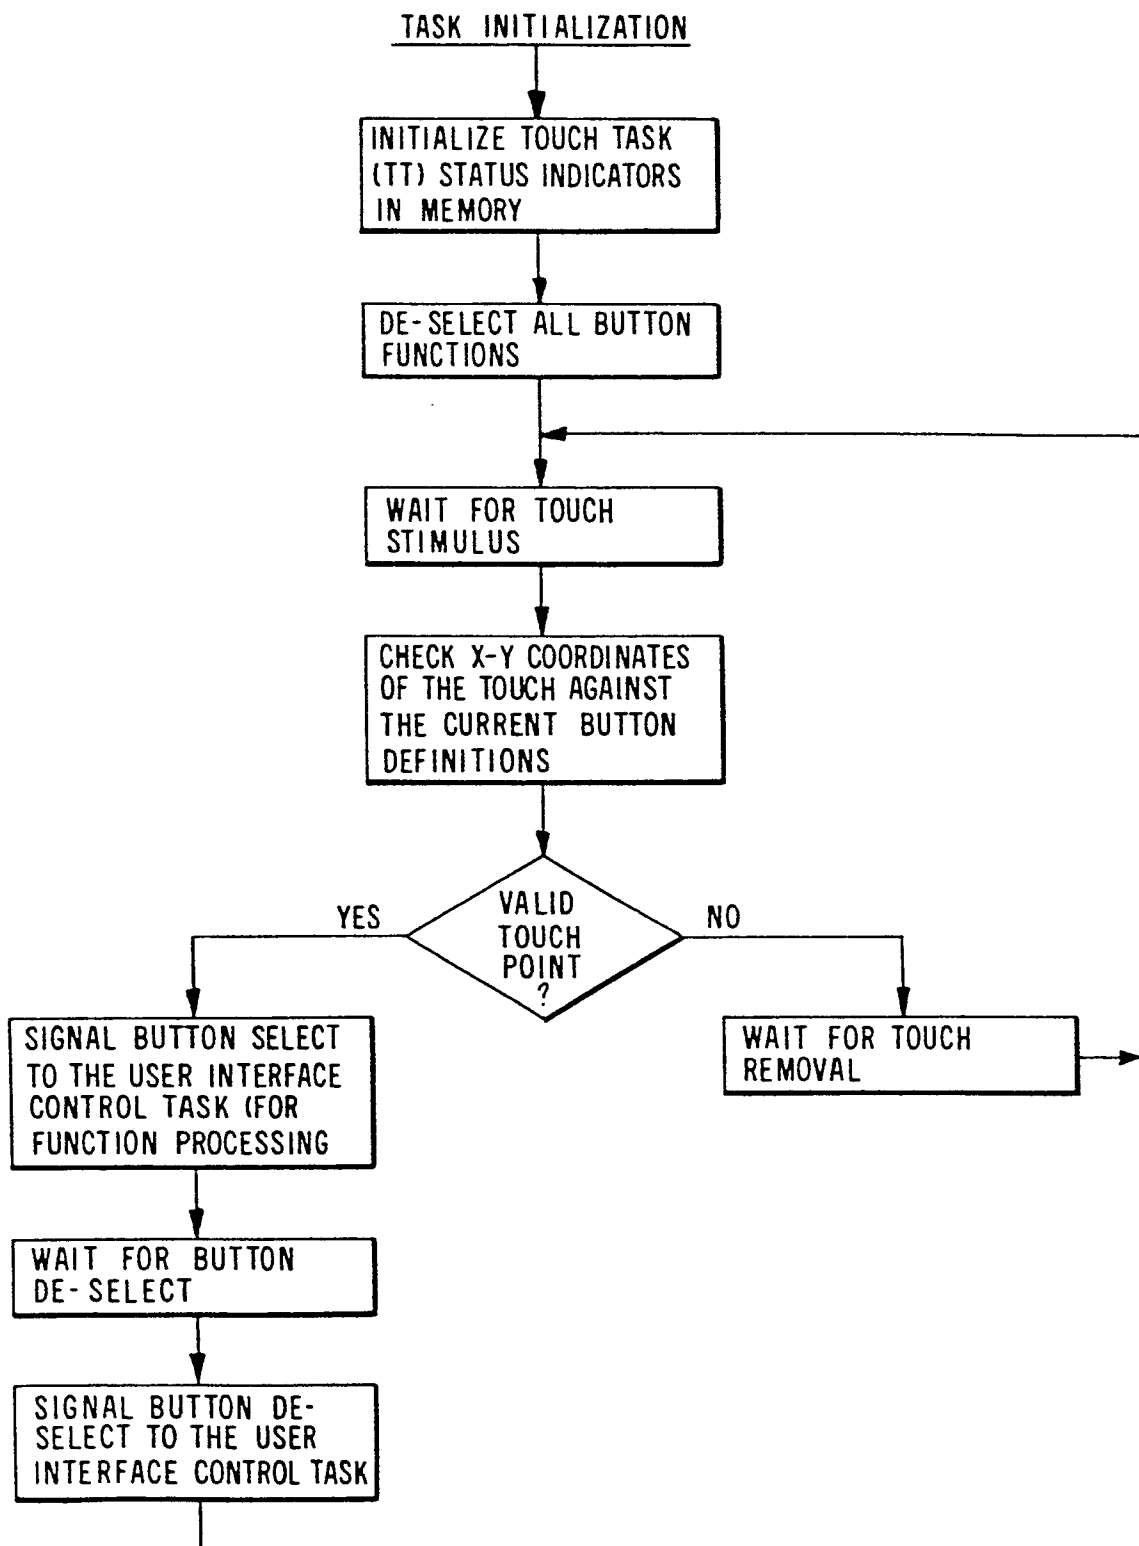 TASK INITIALIZATION
INITIALIZE TOUCH TASK
(TT) STATUS INDICATORS
IN MEMORY
DE-SELECT ALL BUTTON
FUNCTIONS
WAIT FOR TOUCH
STIMULUS
CHECK X-Y COORDINATES
OF THE TOUCH AGAINST
THE CURRENT BUTTON
DEFINITIONS
VALID
TOUCH
POINT
?
YES
NO
SIGNAL BUTTON SELECT
TO THE USER INTERFACE
CONTROL TASK (FOR
FUNCTION PROCESSING
WAIT FOR TOUCH
REMOVAL
WAIT FOR BUTTON
DE-SELECT
SIGNAL BUTTON DE-
SELECT TO THE USER
INTERFACE CONTROL TASK